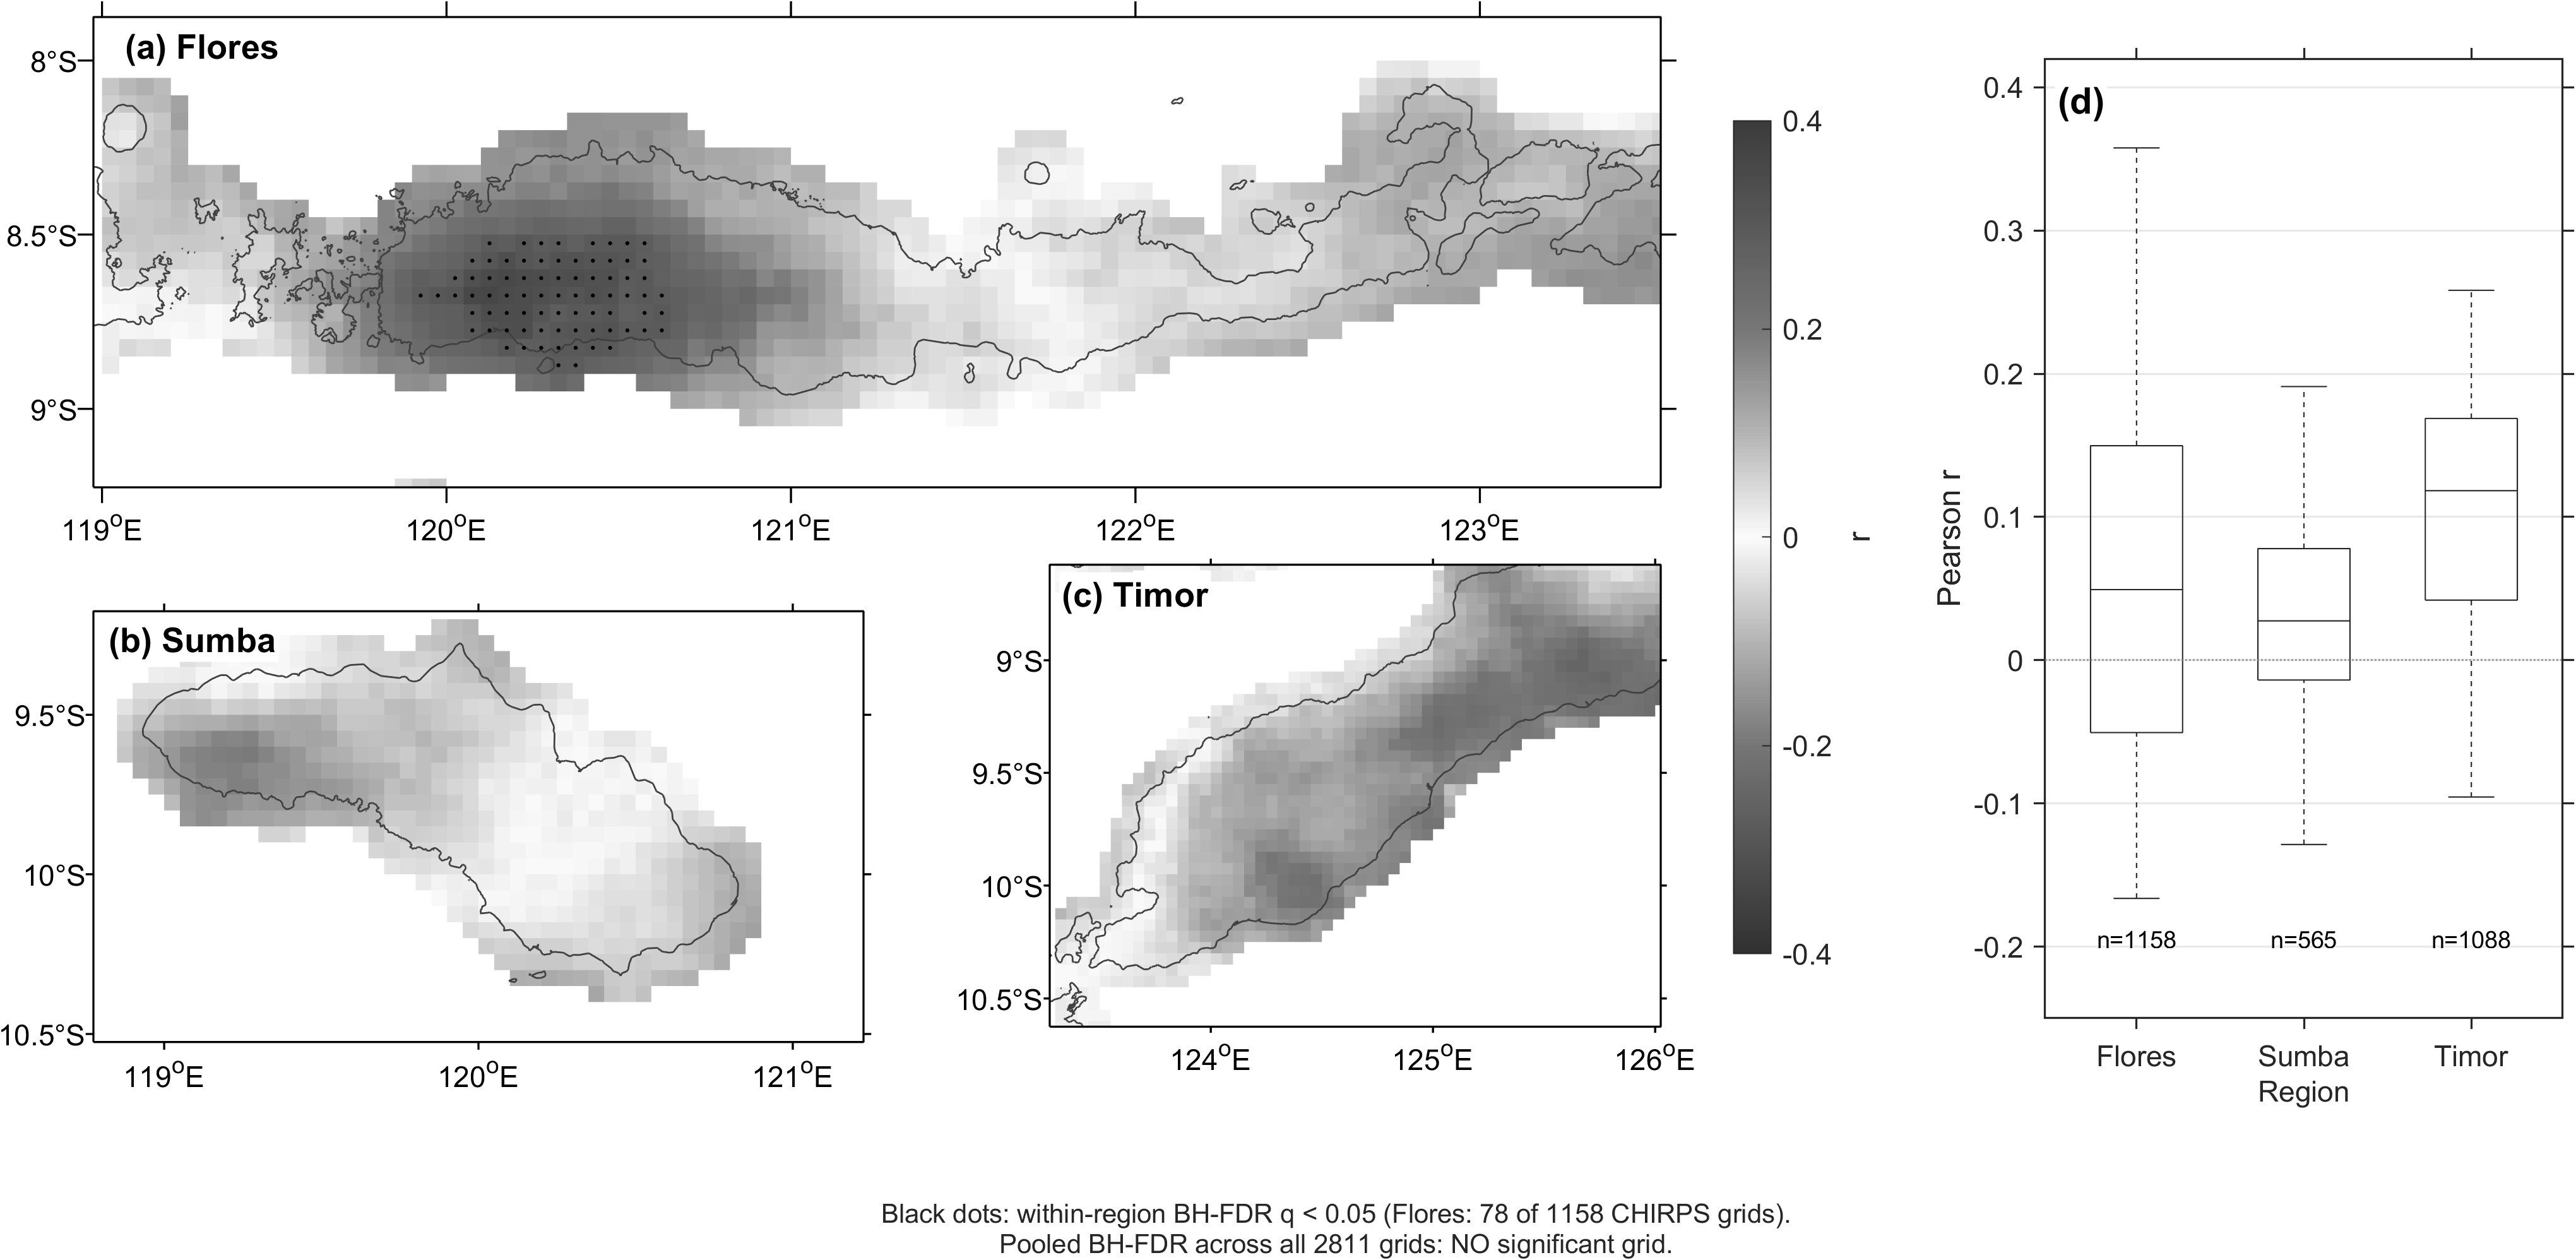 (a) Flores
8°S
8.5°S
9°S
119°E 120°E 121°E 122°E 123°E
0.4
0.2
0
-0.2
-0.4
r
(b) Sumba
9.5°S
10°S
10.5°S
119°E 120°E 121°E
(c) Timor
9°S
9.5°S
10°S
10.5°S
124°E 125°E 126°E
(d)
0.4
0.3
0.2
0.1
0
-0.1
-0.2
Pearson r
n=1158 n=565 n=1088
Flores Sumba Timor
Region
Black dots: within-region BH-FDR q < 0.05 (Flores: 78 of 1158 CHIRPS grids).
Pooled BH-FDR across all 2811 grids: NO significant grid.